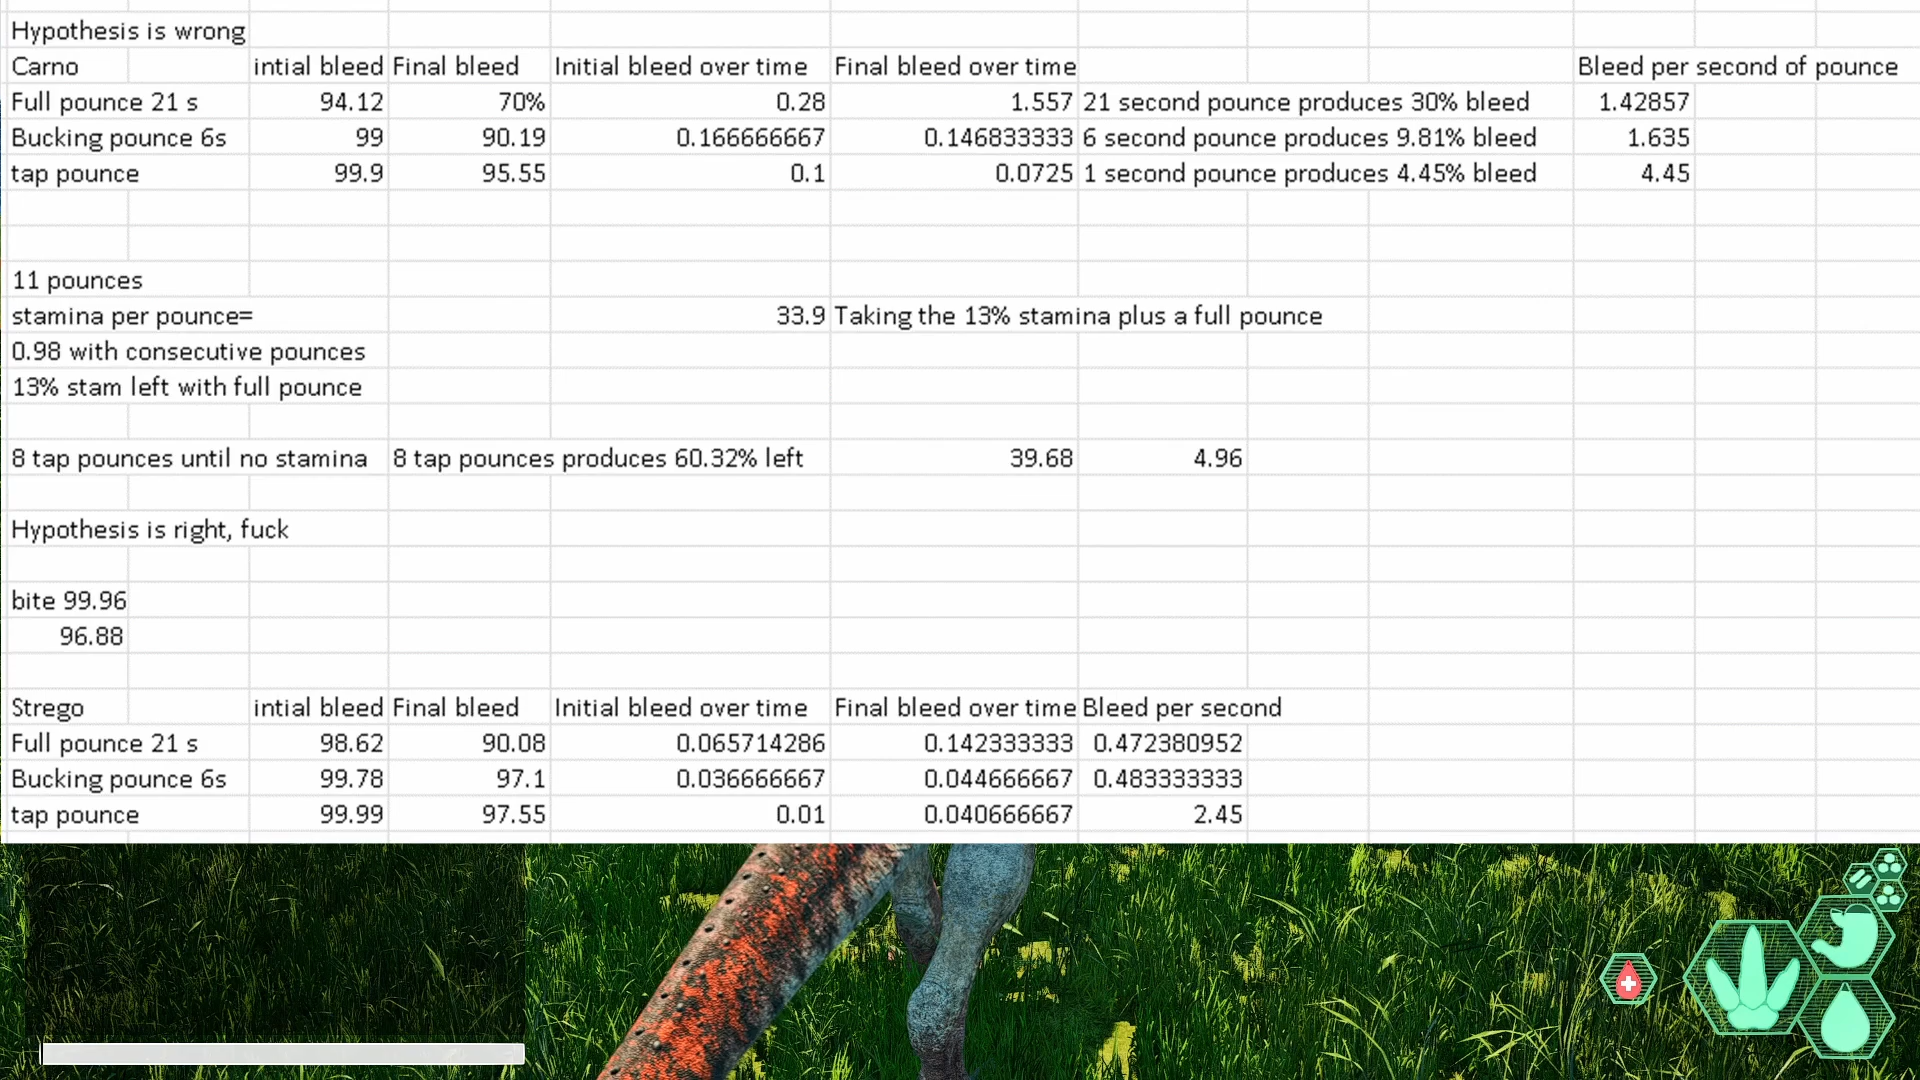 Hypothesis is wrong
Carno intial bleed Final bleed Initial bleed over time Final bleed over time Bleed per second of pounce
Full pounce 21 s 94.12 70% 0.28 1.557 21 second pounce produces 30% bleed 1.42857
Bucking pounce 6s 99 90.19 0.166666667 0.146833333 6 second pounce produces 9.81% bleed 1.635
tap pounce 99.9 95.55 0.1 0.0725 1 second pounce produces 4.45% bleed 4.45
11 pounces
stamina per pounce= 33.9 Taking the 13% stamina plus a full pounce
0.98 with consecutive pounces
13% stam left with full pounce
8 tap pounces until no stamina 8 tap pounces produces 60.32% left 39.68 4.96
Hypothesis is right, fuck
bite 99.96
96.88
Strego intial bleed Final bleed Initial bleed over time Final bleed over time Bleed per second
Full pounce 21 s 98.62 90.08 0.065714286 0.142333333 0.472380952
Bucking pounce 6s 99.78 97.1 0.036666667 0.044666667 0.483333333
tap pounce 99.99 97.55 0.01 0.040666667 2.45